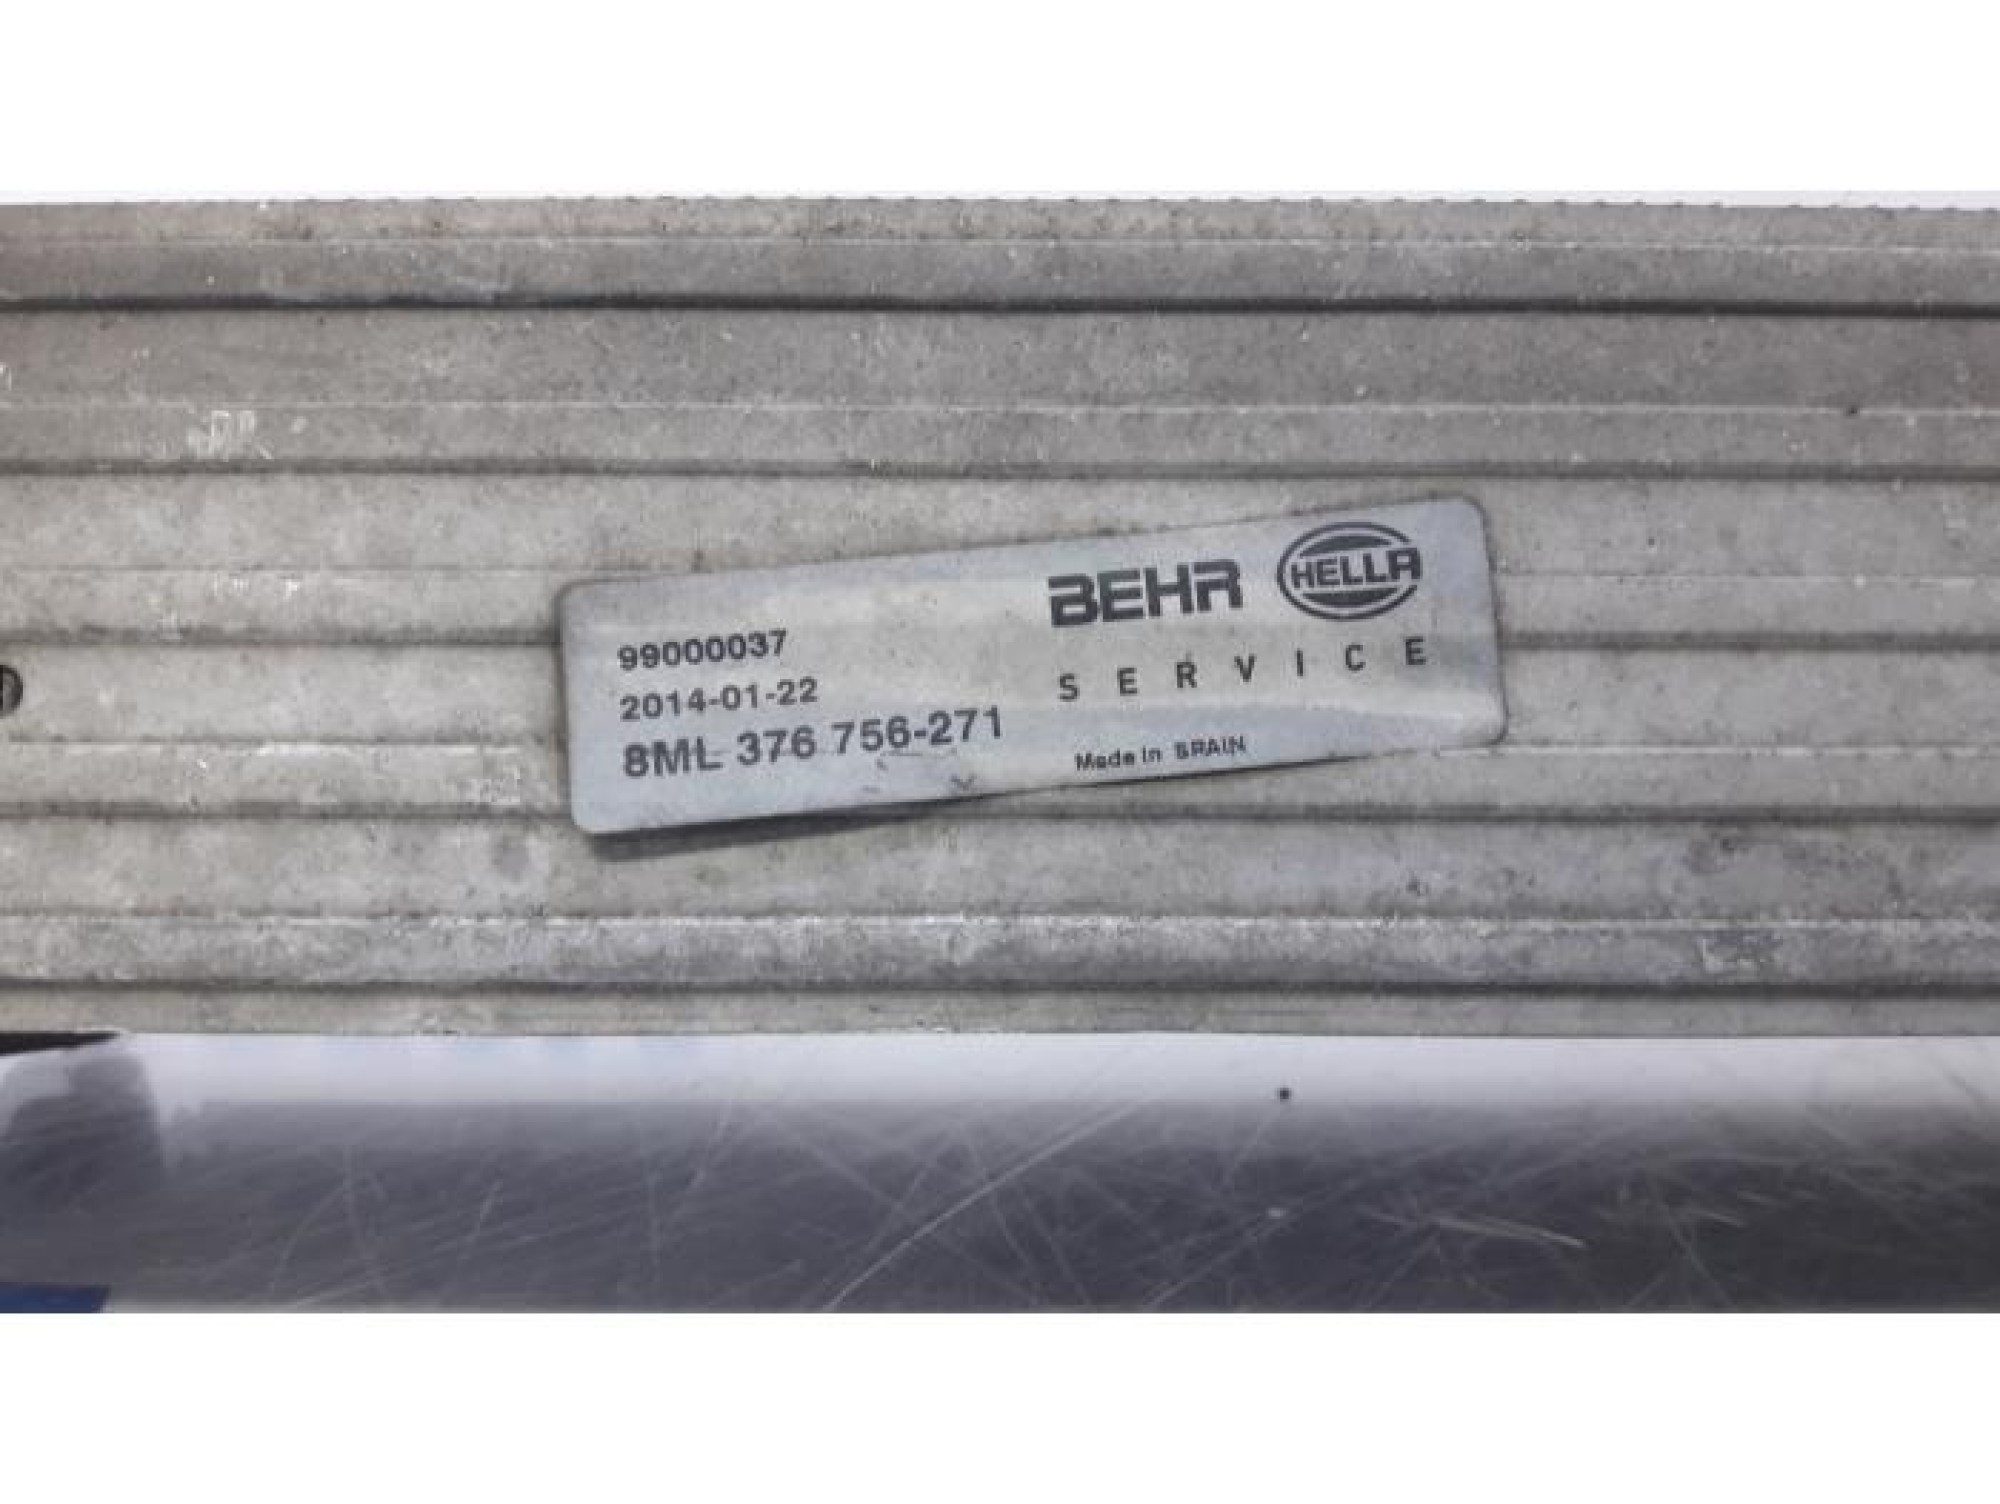 99000037
2014-01-22
8ML 376 756-271
BEHR HELLA
SERVICE
Made in SPAIN